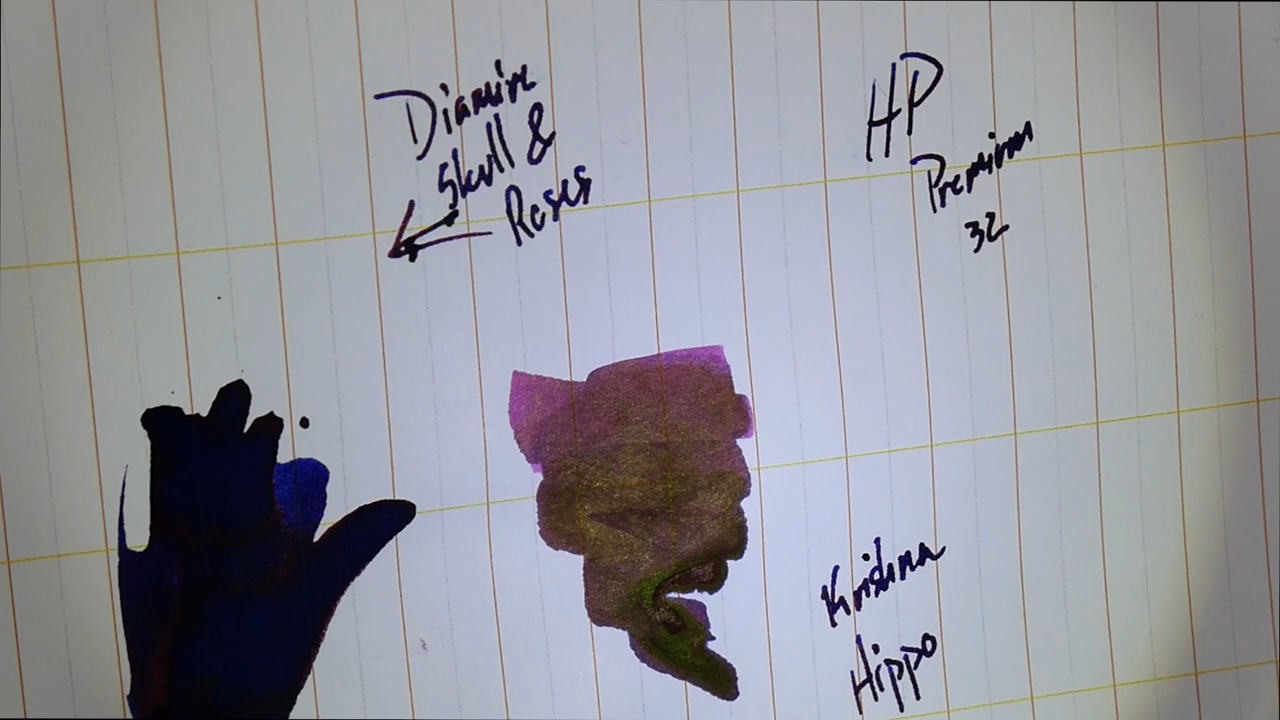 Diamine
Skull &
Roses
HP
Premium
32
Krishna
Hippo